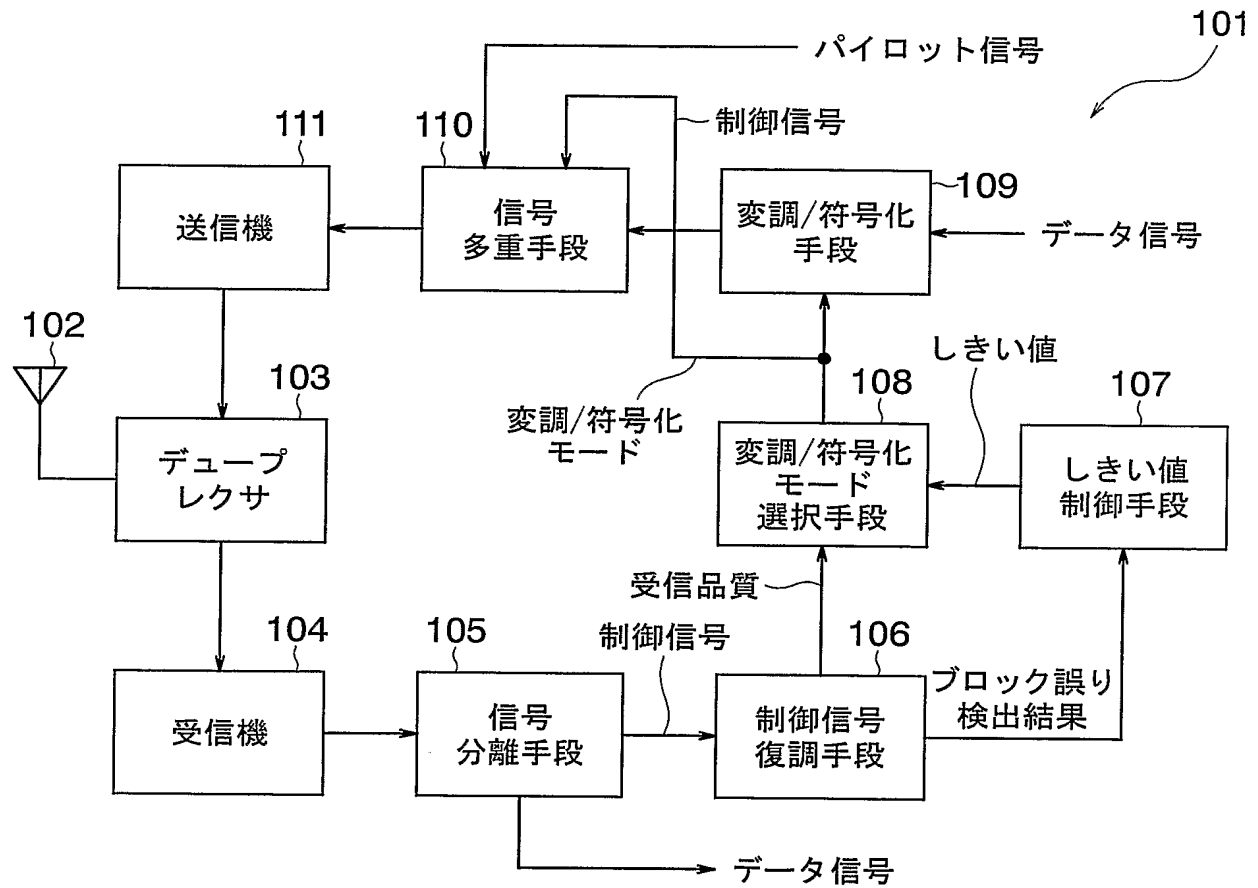 101
パイロット信号
制御信号
111
110
109
送信機
信号
多重手段
変調/符号化
手段
データ信号
102
103
変調/符号化
モード
108
しきい値
107
デュープ
レクサ
変調/符号化
モード
選択手段
しきい値
制御手段
受信品質
104
105
制御信号
106
ブロック誤り
検出結果
受信機
信号
分離手段
制御信号
復調手段
データ信号